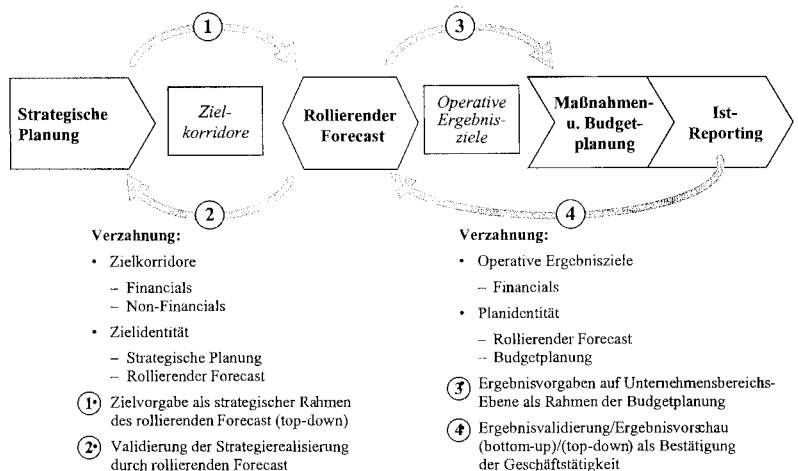 1
3
Strategische
Planung
Ziel-
korridore
Rollierender
Forecast
Operative
Ergebnis-
ziele
Maßnahmen-
u. Budget-
planung
Ist-
Reporting
2
4
Verzahnung:
• Zielkorridore
– Financials
– Non-Financials
• Zielidentität
– Strategische Planung
– Rollierender Forecast
1 Zielvorgabe als strategischer Rahmen
des rollierenden Forecast (top-down)
2 Validierung der Strategierealisierung
durch rollierenden Forecast
Verzahnung:
• Operative Ergebnisziele
– Financials
• Planidentität
– Rollierender Forecast
– Budgetplanung
3 Ergebnisvorgaben auf Unternehmensbereichs-
Ebene als Rahmen der Budgetplanung
4 Ergebnisvalidierung/Ergebnisvorschau
(bottom-up)/(top-down) als Bestätigung
der Geschäftstätigkeit